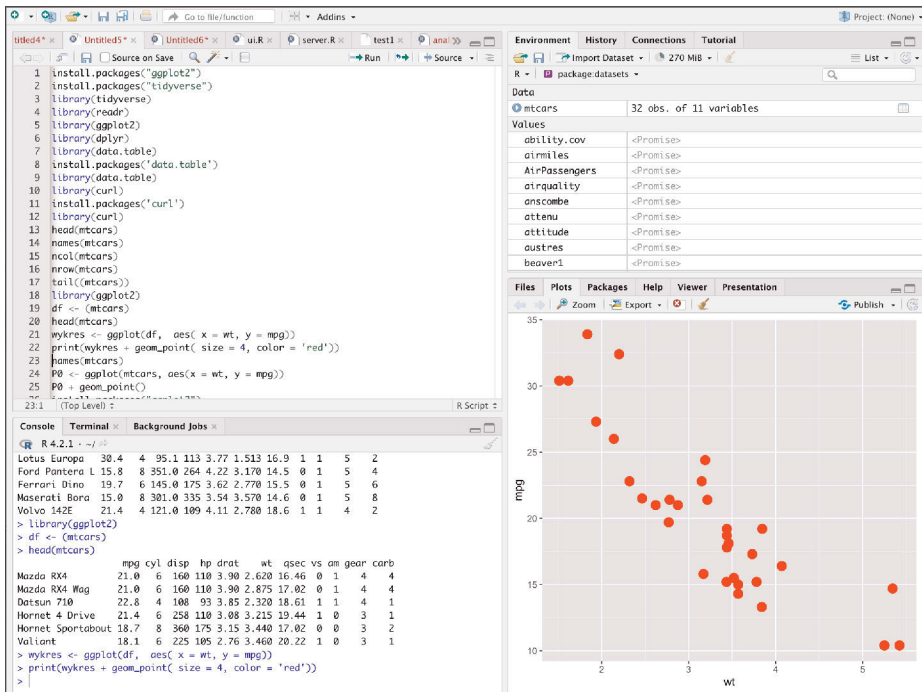 Go to file/function
Addins
Project: (None)
titled4*
Untitled5*
Untitled6*
ui.R
server.R
test1
anal
Source on Save
Run
Source
1 install.packages("ggplot2")
2 install.packages("tidyverse")
3 library(tidyverse)
4 library(readr)
5 library(ggplot2)
6 library(dplyr)
7 library(data.table)
8 install.packages('data.table')
9 library(data.table)
10 library(curl)
11 install.packages('curl')
12 library(curl)
13 head(mtcars)
14 names(mtcars)
15 ncol(mtcars)
16 nrow(mtcars)
17 tail((mtcars))
18 library(ggplot2)
19 df <- (mtcars)
20 head(mtcars)
21 wykres <- ggplot(df,  aes( x = wt, y = mpg))
22 print(wykres + geom_point( size = 4, color = 'red'))
23 names(mtcars)
24 P0 <- ggplot(mtcars, aes(x = wt, y = mpg))
25 P0 + geom_point()
23:1 (Top Level) R Script
Console Terminal Background Jobs
R 4.2.1 · ~/
Lotus Europa   30.4   4  95.1 113 3.77 1.513 16.9  1  1    5    2
Ford Pantera L 15.8   8 351.0 264 4.22 3.170 14.5  0  1    5    4
Ferrari Dino   19.7   6 145.0 175 3.62 2.770 15.5  0  1    5    6
Maserati Bora  15.0   8 301.0 335 3.54 3.570 14.6  0  1    5    8
Volvo 142E     21.4   4 121.0 109 4.11 2.780 18.6  1  1    4    2
> library(ggplot2)
> df <- (mtcars)
> head(mtcars)
mpg cyl disp  hp drat    wt  qsec vs am gear carb
Mazda RX4         21.0   6  160 110 3.90 2.620 16.46  0  1    4    4
Mazda RX4 Wag     21.0   6  160 110 3.90 2.875 17.02  0  1    4    4
Datsun 710        22.8   4  108  93 3.85 2.320 18.61  1  1    4    1
Hornet 4 Drive    21.4   6  258 110 3.08 3.215 19.44  1  0    3    1
Hornet Sportabout 18.7   8  360 175 3.15 3.440 17.02  0  0    3    2
Valiant           18.1   6  225 105 2.76 3.460 20.22  1  0    3    1
> wykres <- ggplot(df,  aes( x = wt, y = mpg))
> print(wykres + geom_point( size = 4, color = 'red'))
>
Environment History Connections Tutorial
Import Dataset 270 MiB List
R package:datasets
Data
mtcars 32 obs. of 11 variables
Values
ability.cov <Promise>
airmiles <Promise>
AirPassengers <Promise>
airquality <Promise>
anscombe <Promise>
attenu <Promise>
attitude <Promise>
austres <Promise>
beaver1 <Promise>
Files Plots Packages Help Viewer Presentation
Zoom Export Publish
35
30
25
20
15
10
mpg
2 3 4 5
wt